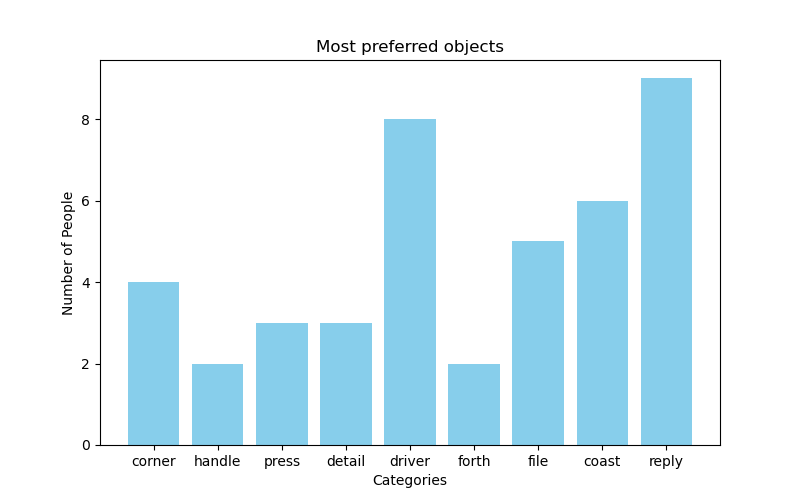 Most preferred objects
Number of People
8
6
4
2
0
corner handle press detail driver forth file coast reply
Categories